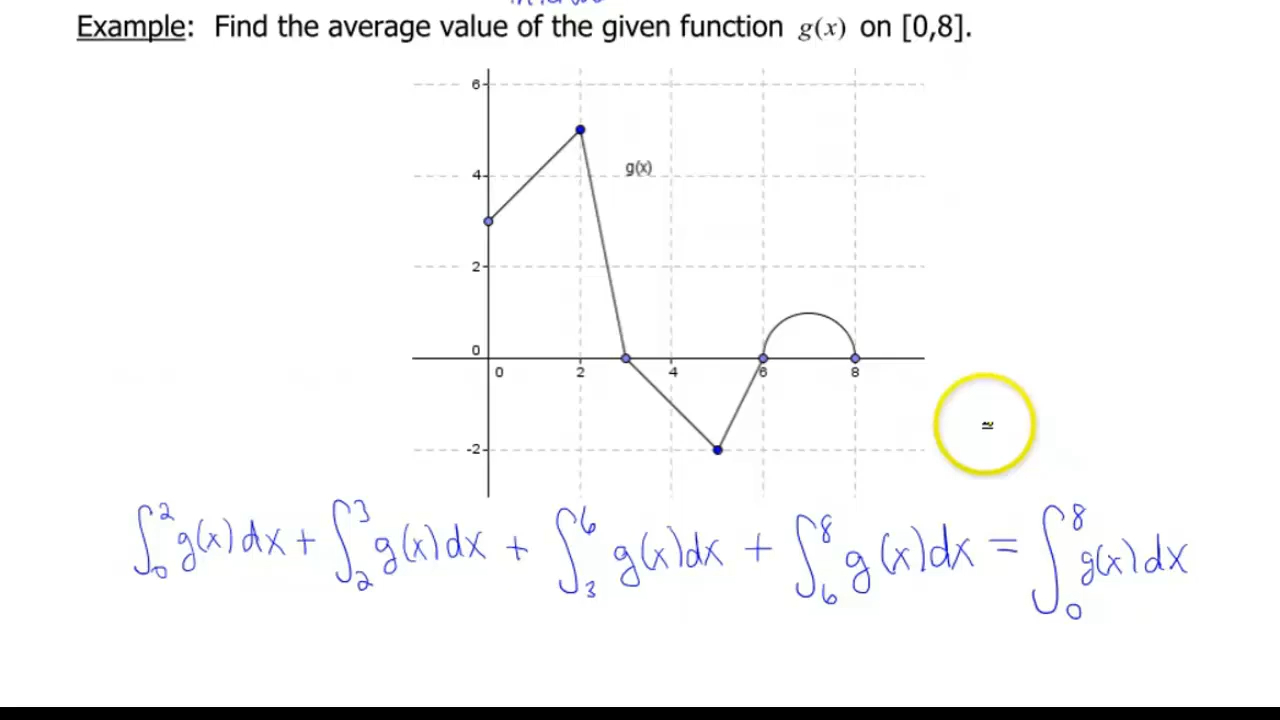 Example: Find the average value of the given function g(x) on [0,8].
6
g(x)
4
2
0
0 2 4 6 8
-2
∫₀² g(x)dx + ∫₂³ g(x)dx + ∫₃⁶ g(x)dx + ∫₆⁸ g(x)dx = ∫₀⁸ g(x)dx